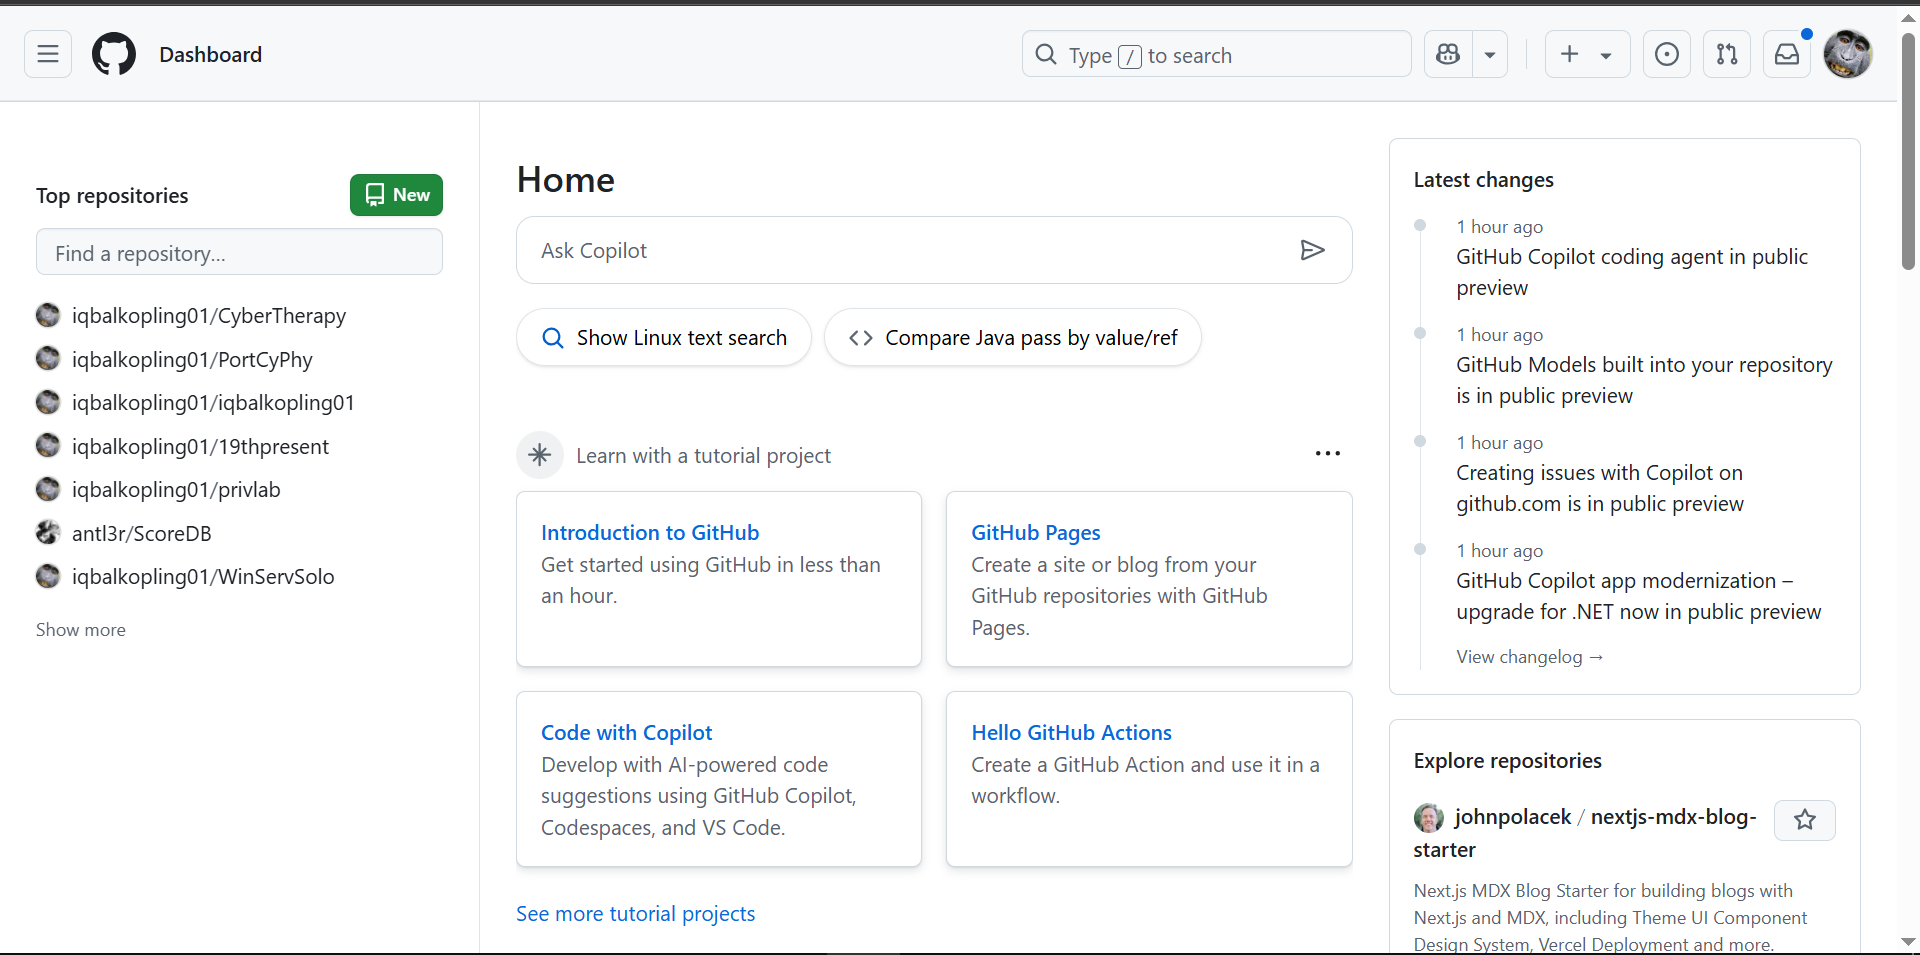 Dashboard
Type / to search
Top repositories
New
Find a repository...
iqbalkopling01/CyberTherapy
iqbalkopling01/PortCyPhy
iqbalkopling01/iqbalkopling01
iqbalkopling01/19thpresent
iqbalkopling01/privlab
antl3r/ScoreDB
iqbalkopling01/WinServSolo
Show more
Home
Ask Copilot
Show Linux text search
Compare Java pass by value/ref
Learn with a tutorial project
Introduction to GitHub
Get started using GitHub in less than
an hour.
GitHub Pages
Create a site or blog from your
GitHub repositories with GitHub
Pages.
Code with Copilot
Develop with AI-powered code
suggestions using GitHub Copilot,
Codespaces, and VS Code.
Hello GitHub Actions
Create a GitHub Action and use it in a
workflow.
See more tutorial projects
Latest changes
1 hour ago
GitHub Copilot coding agent in public
preview
1 hour ago
GitHub Models built into your repository
is in public preview
1 hour ago
Creating issues with Copilot on
github.com is in public preview
1 hour ago
GitHub Copilot app modernization –
upgrade for .NET now in public preview
View changelog →
Explore repositories
johnpolacek / nextjs-mdx-blog-
starter
Next.js MDX Blog Starter for building blogs with
Next.js and MDX, including Theme UI Component
Design System, Vercel Deployment and more.